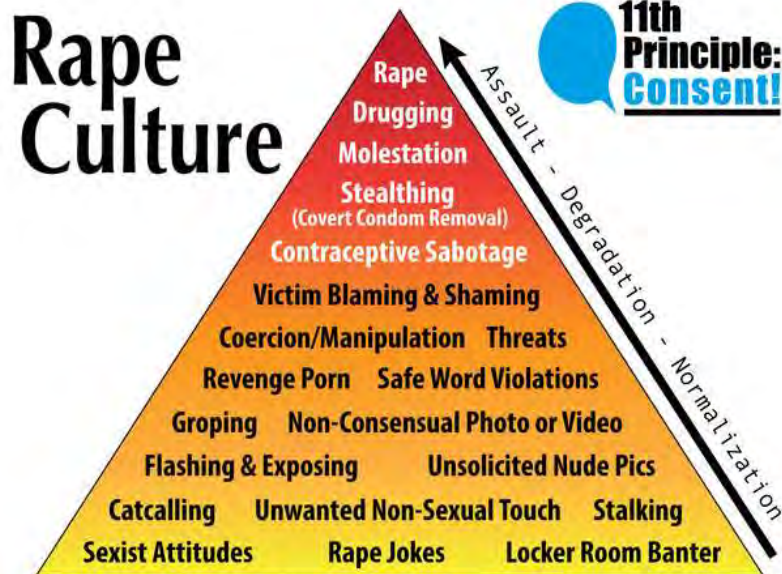 Rape
Culture
11th
Principle:
Consent!
Rape
Drugging
Molestation
Stealthing
(Covert Condom Removal)
Contraceptive Sabotage
Victim Blaming & Shaming
Coercion/Manipulation Threats
Revenge Porn Safe Word Violations
Groping Non-Consensual Photo or Video
Flashing & Exposing Unsolicited Nude Pics
Catcalling Unwanted Non-Sexual Touch Stalking
Sexist Attitudes Rape Jokes Locker Room Banter
Assault - Degradation - Normalization